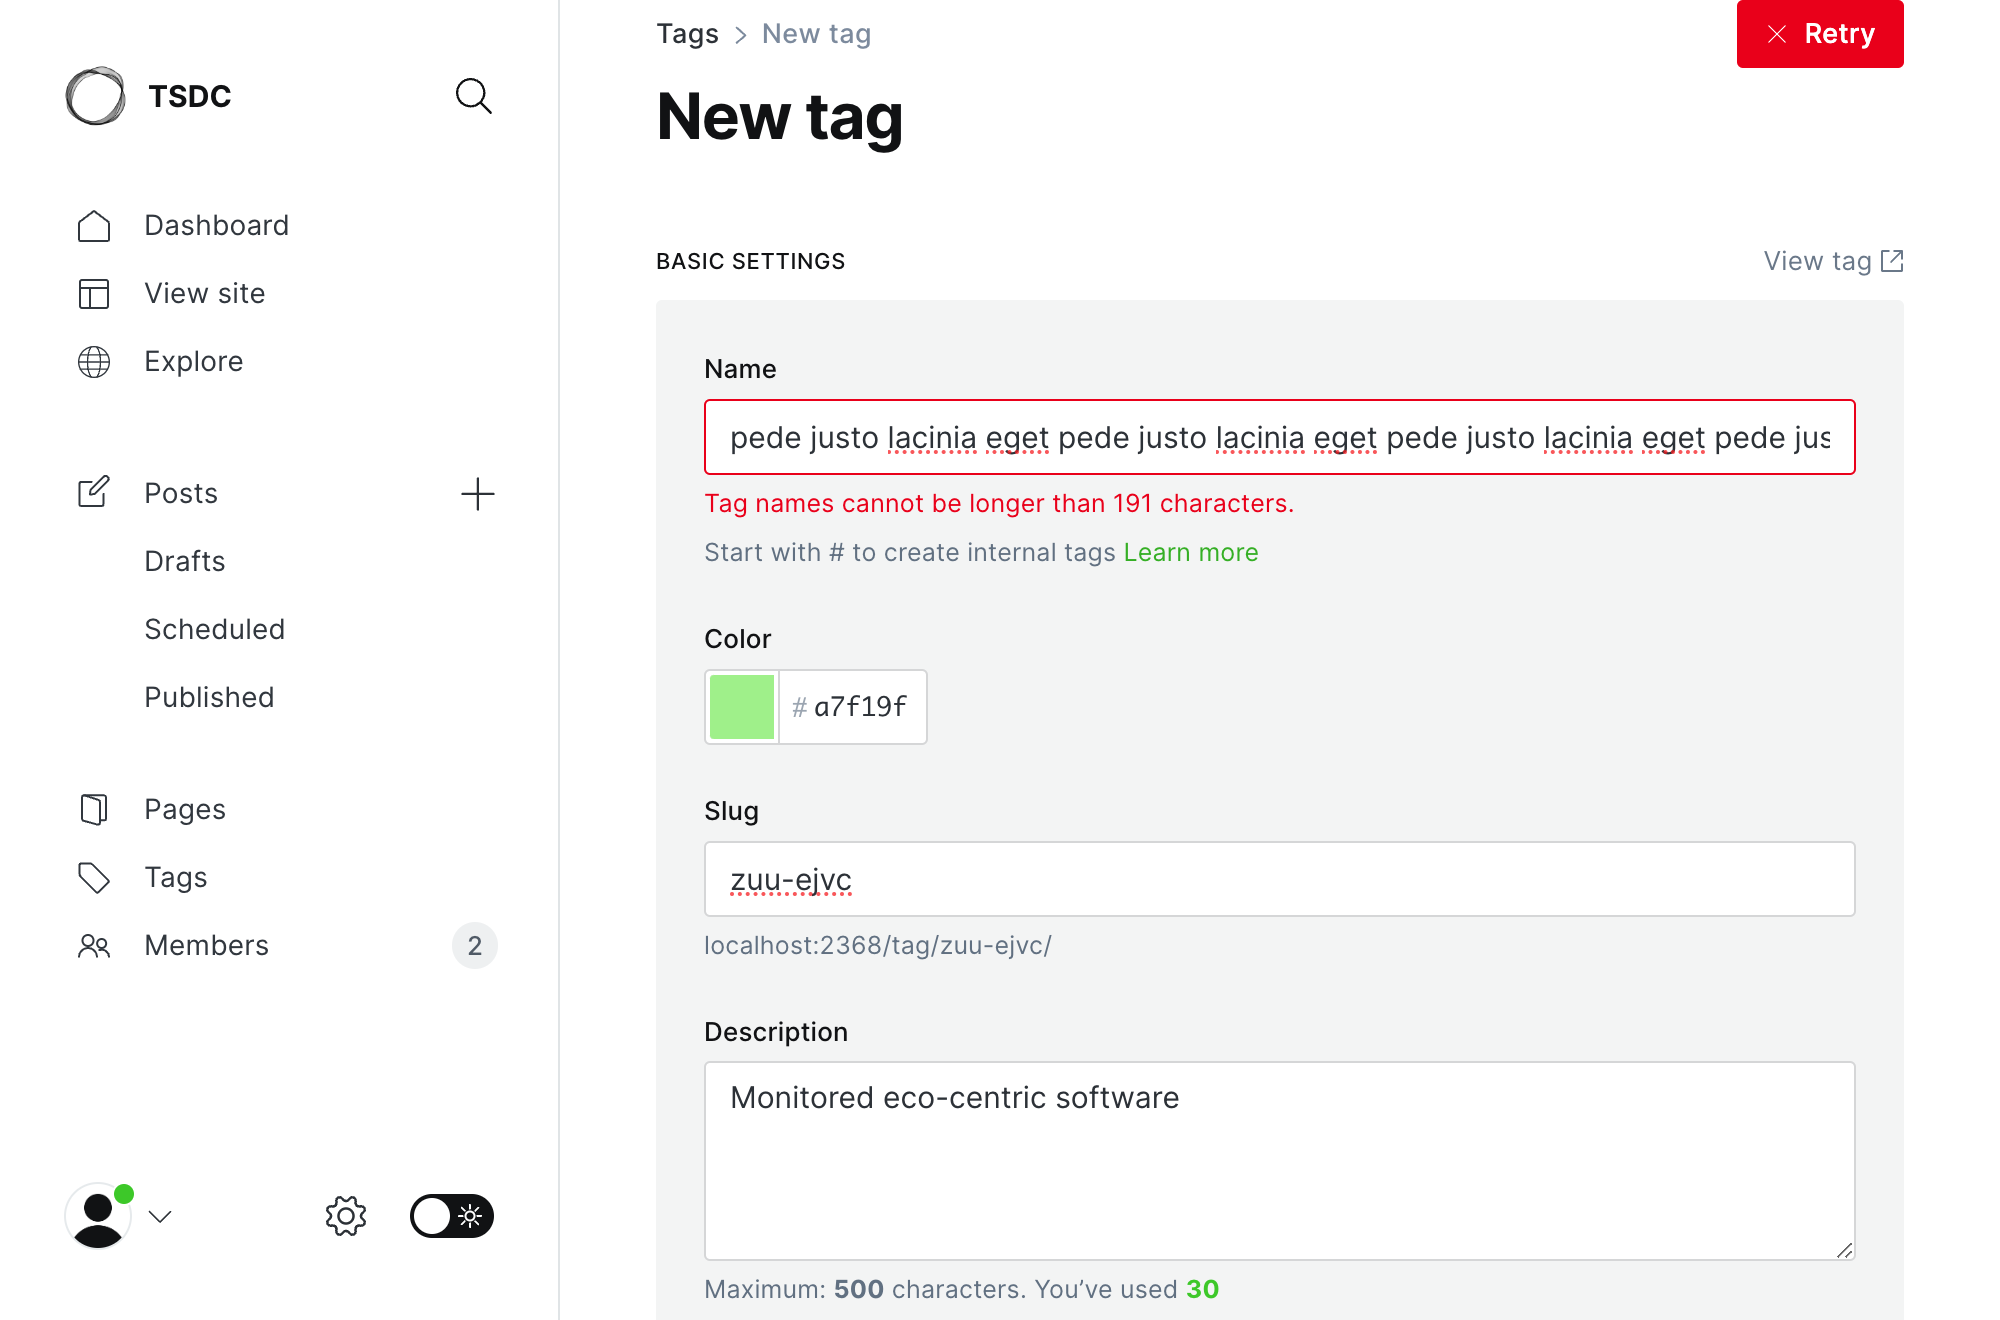 TSDC
Dashboard
View site
Explore
Posts
Drafts
Scheduled
Published
Pages
Tags
Members 2
Tags > New tag
Retry
New tag
BASIC SETTINGS
View tag
Name
pede justo lacinia eget pede justo lacinia eget pede justo lacinia eget pede jus
Tag names cannot be longer than 191 characters.
Start with # to create internal tags Learn more
Color
# a7f19f
Slug
zuu-ejvc
localhost:2368/tag/zuu-ejvc/
Description
Monitored eco-centric software
Maximum: 500 characters. You’ve used 30